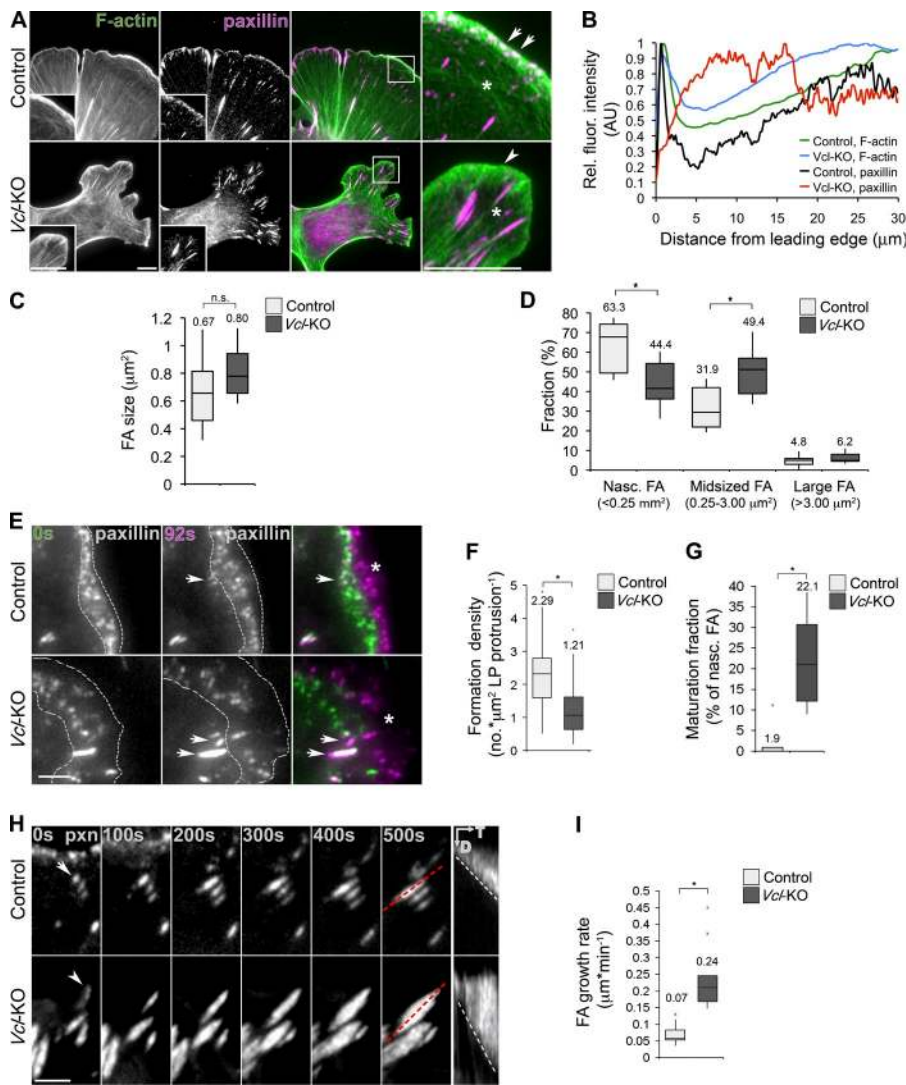 A
F-actin
paxillin
Control
Vcl-KO
B
Rel. fluor. intensity
(AU)
1
0.9
0.8
0.7
0.6
0.5
0.4
0.3
0.2
0.1
0
0 5 10 15 20 25 30
Distance from leading edge (μm)
Control, F-actin
Vcl-KO, F-actin
Control, paxillin
Vcl-KO, paxillin
C
n.s.
Control
Vcl-KO
0.67
0.80
FA size (μm²)
1.2
1
0.8
0.6
0.4
0.2
0
D
Control
Vcl-KO
*
*
63.3
44.4
31.9
49.4
4.8
6.2
Fraction (%)
80
70
60
50
40
30
20
10
0
Nasc. FA
(<0.25 mm²)
Midsized FA
(0.25-3.00 μm²)
Large FA
(>3.00 μm²)
E
0s paxillin
92s paxillin
Control
*
Vcl-KO
*
F
Control
Vcl-KO
*
2.29
1.21
Formation density
(no.*μm² LP protrusion⁻¹)
5
4
3
2
1
0
G
Control
Vcl-KO
*
22.1
1.9
Maturation fraction
(% of nasc. FA)
40
35
30
25
20
15
10
5
0
H
0s pxn 100s 200s 300s 400s 500s
T
D
Control
Vcl-KO
I
Control
Vcl-KO
*
0.07
0.24
FA growth rate
(μm*min⁻¹)
0.5
0.45
0.4
0.35
0.3
0.25
0.2
0.15
0.1
0.05
0